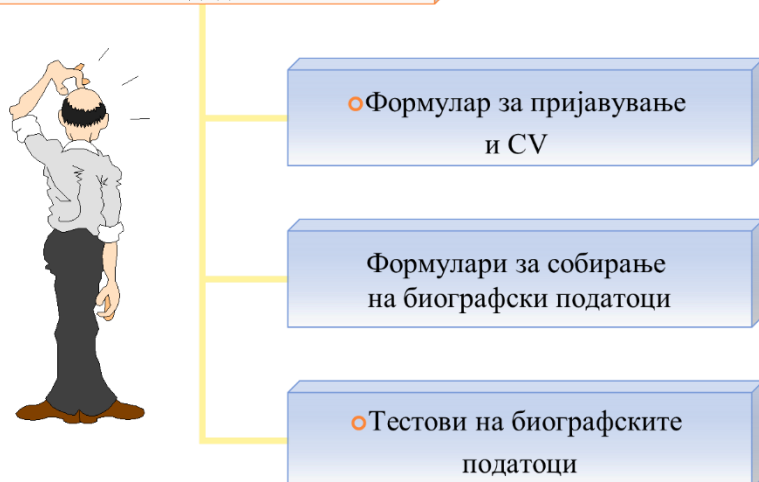 Формулар за пријавување
и CV
Формулари за собирање
на биографски податоци
Тестови на биографските
податоци